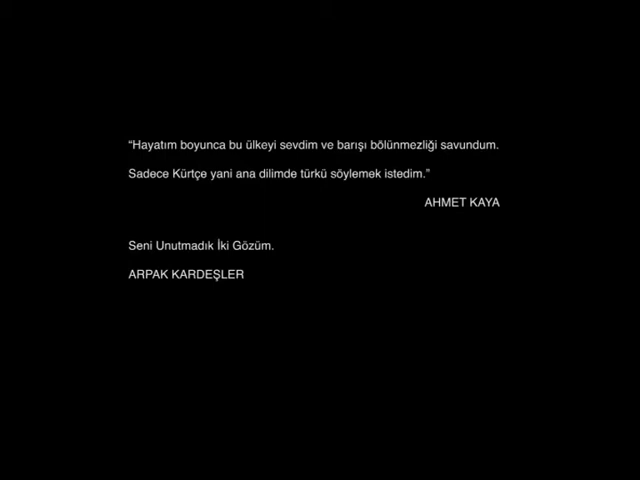 “Hayatım boyunca bu ülkeyi sevdim ve barışı bölünmezliği savundum.
Sadece Kürtçe yani ana dilimde türkü söylemek istedim.”
AHMET KAYA
Seni Unutmadık İki Gözüm.
ARPAK KARDEŞLER